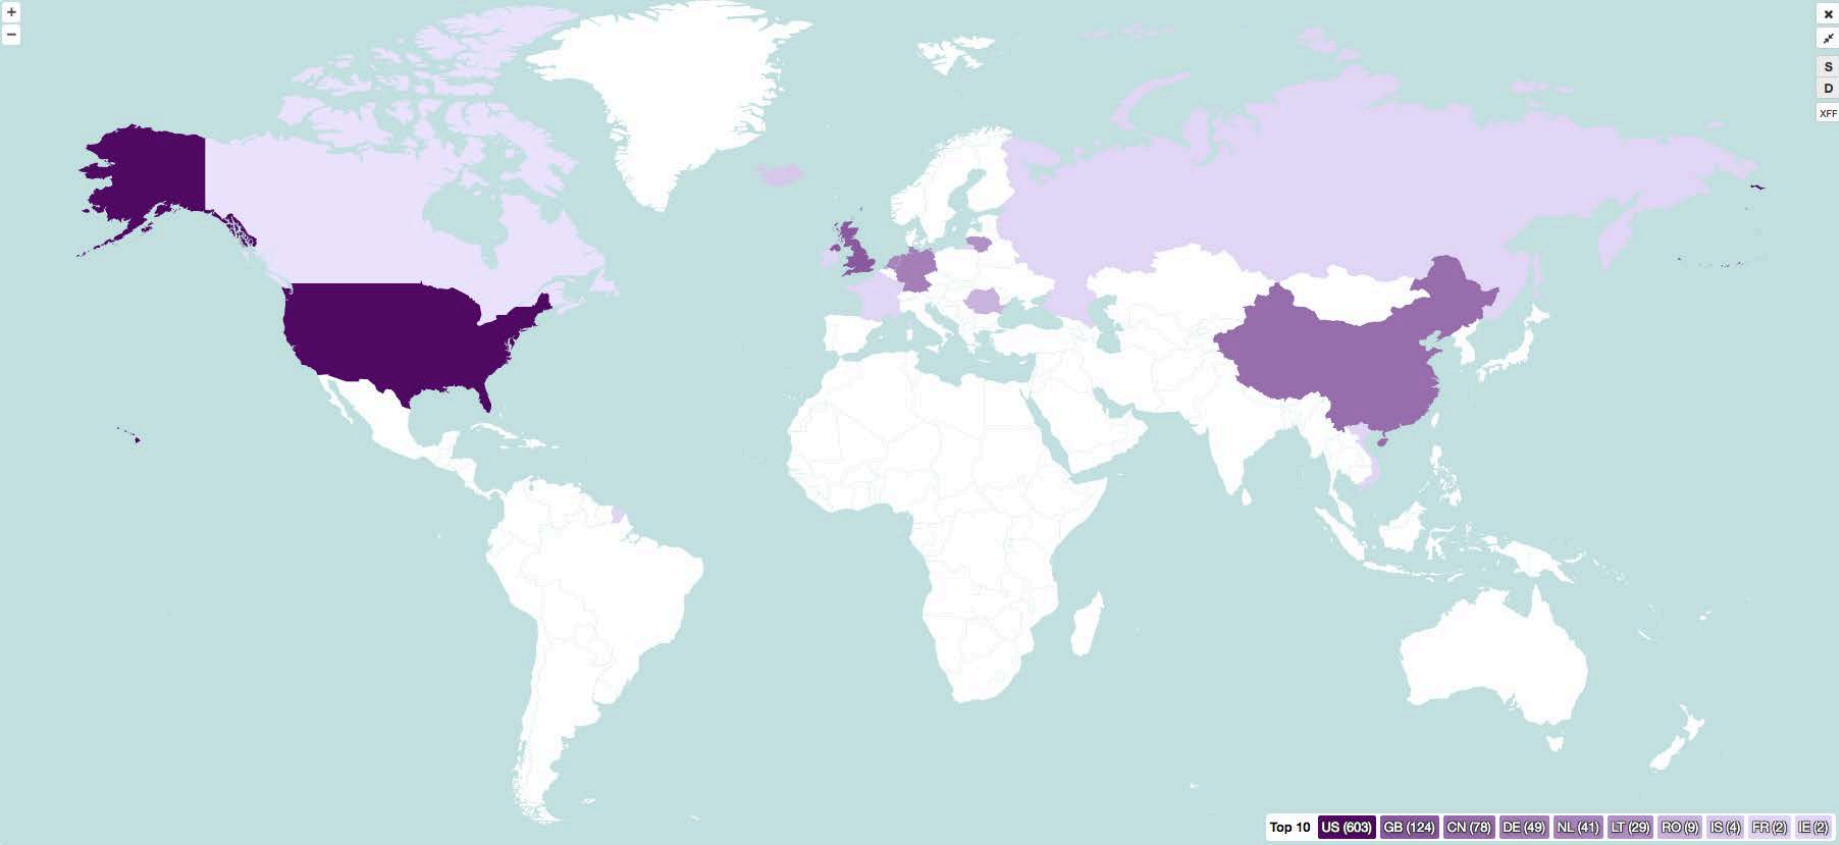 +
−
×
S
D
XFF
Top 10 US (603) GB (124) CN (78) DE (49) NL (41) LT (29) RO (9) IS (4) FR (2) IE (2)